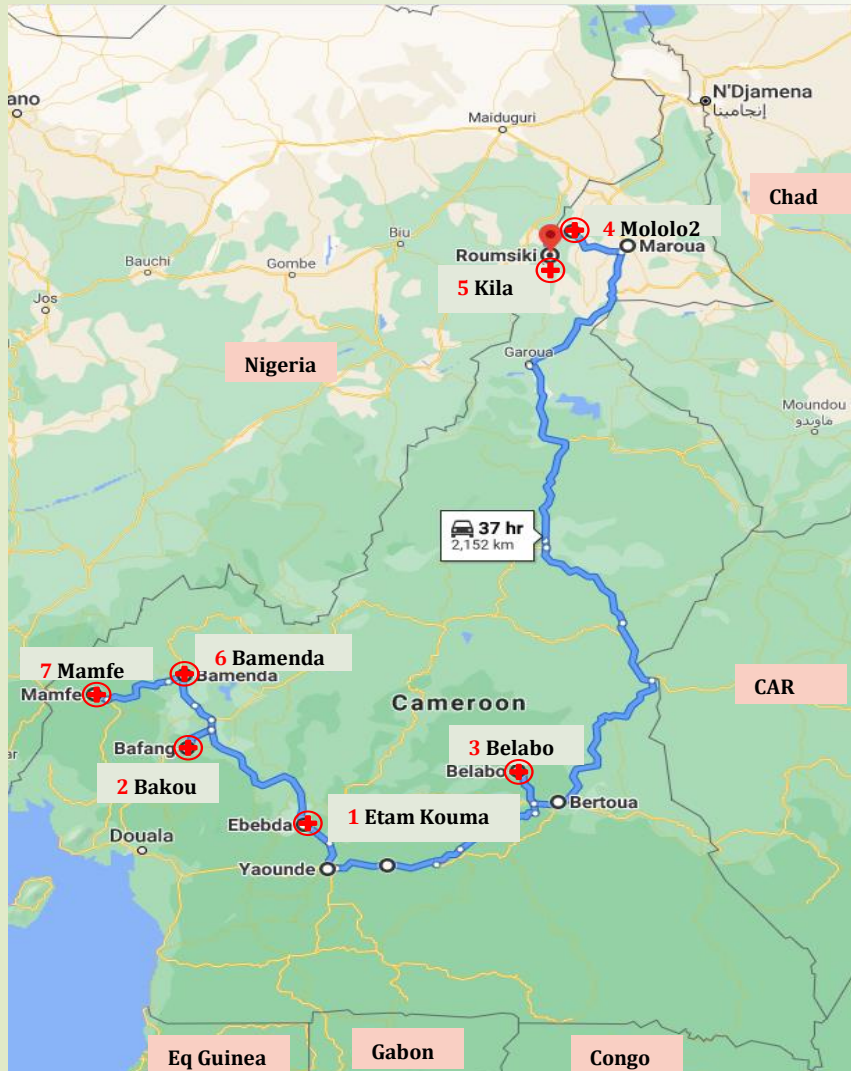 ano
N'Djamena
إنجامينا
Maiduguri
Chad
4 Mololo2
Biu
Roumsiki
Maroua
Bauchi
Gombe
5 Kila
Jos
Nigeria
Garoua
Moundou
ماوندو
37 hr
2,152 km
6 Bamenda
7 Mamfe
Bamenda
Mamfe
CAR
Cameroon
3 Belabo
Bafang
Belabo
ar
2 Bakou
Bertoua
1 Etam Kouma
Ebebda
Douala
Yaounde
Eq Guinea
Gabon
Congo